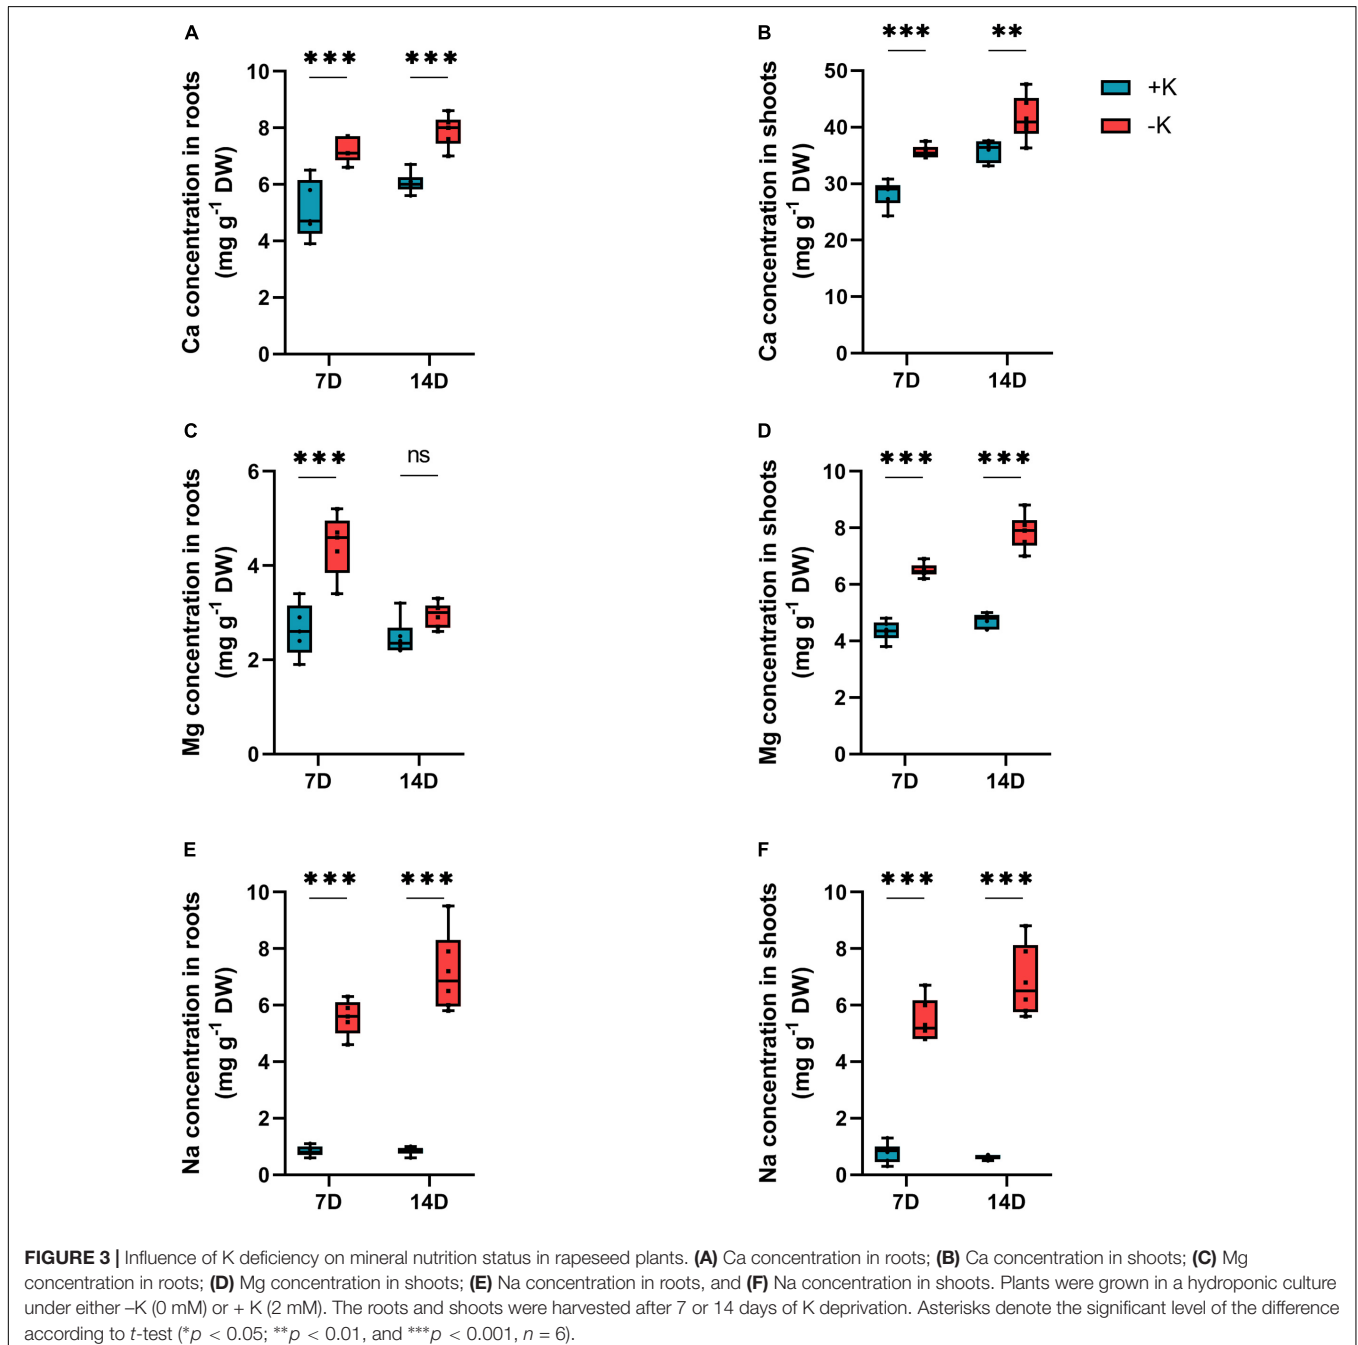 A
*** ***
Ca concentration in roots
(mg g-1 DW)
10
8
6
4
2
0
7D 14D
B
*** **
Ca concentration in shoots
(mg g-1 DW)
50
40
30
20
10
0
7D 14D
+K
-K
C
*** ns
Mg concentration in roots
(mg g-1 DW)
6
4
2
0
7D 14D
D
*** ***
Mg concentration in shoots
(mg g-1 DW)
10
8
6
4
2
0
7D 14D
E
*** ***
Na concentration in roots
(mg g-1 DW)
10
8
6
4
2
0
7D 14D
F
*** ***
Na concentration in shoots
(mg g-1 DW)
10
8
6
4
2
0
7D 14D
FIGURE 3 | Influence of K deficiency on mineral nutrition status in rapeseed plants. (A) Ca concentration in roots; (B) Ca concentration in shoots; (C) Mg
concentration in roots; (D) Mg concentration in shoots; (E) Na concentration in roots, and (F) Na concentration in shoots. Plants were grown in a hydroponic culture
under either –K (0 mM) or + K (2 mM). The roots and shoots were harvested after 7 or 14 days of K deprivation. Asterisks denote the significant level of the difference
according to t-test (*p < 0.05; **p < 0.01, and ***p < 0.001, n = 6).